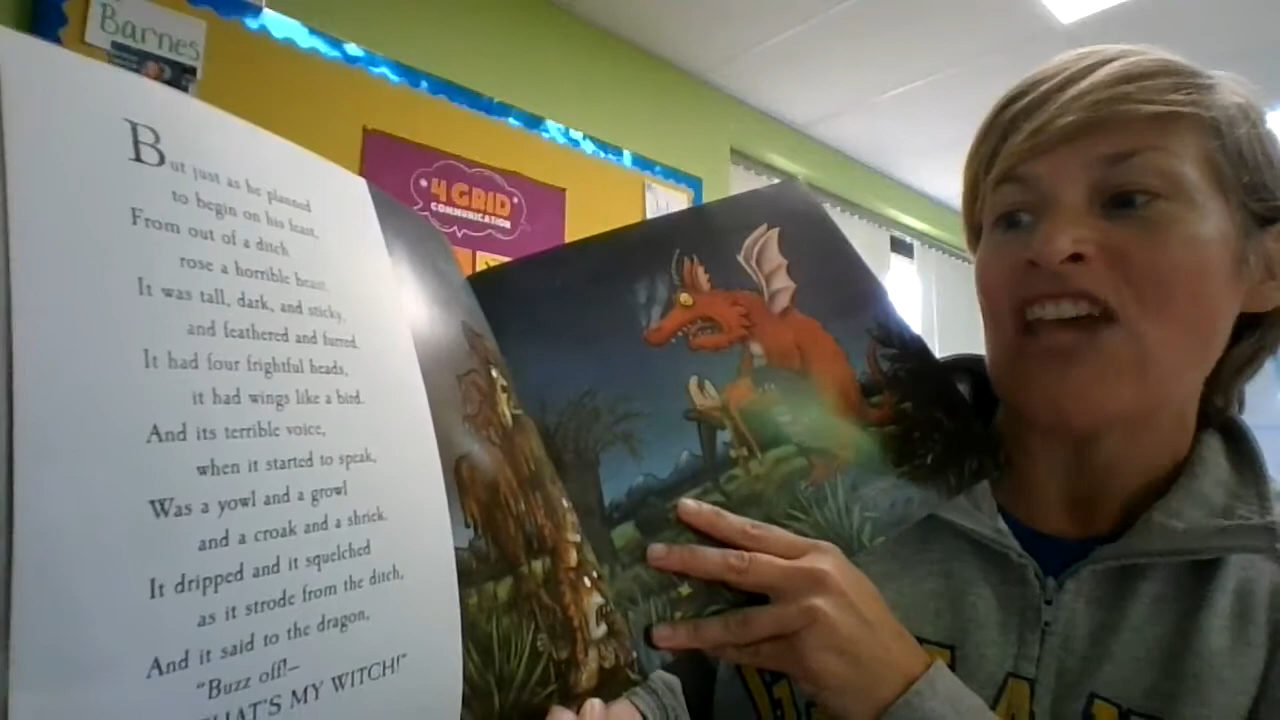 Barnes
4 GRID
COMMUNICATION
But just as he planned
to begin on his feast,
From out of a ditch
rose a horrible beast.
It was tall, dark, and sticky,
and feathered and furred.
It had four frightful heads,
it had wings like a bird.
And its terrible voice,
when it started to speak,
Was a yowl and a growl
and a croak and a shriek.
It dripped and it squelched
as it strode from the ditch,
And it said to the dragon,
"Buzz off!—
THAT'S MY WITCH!"